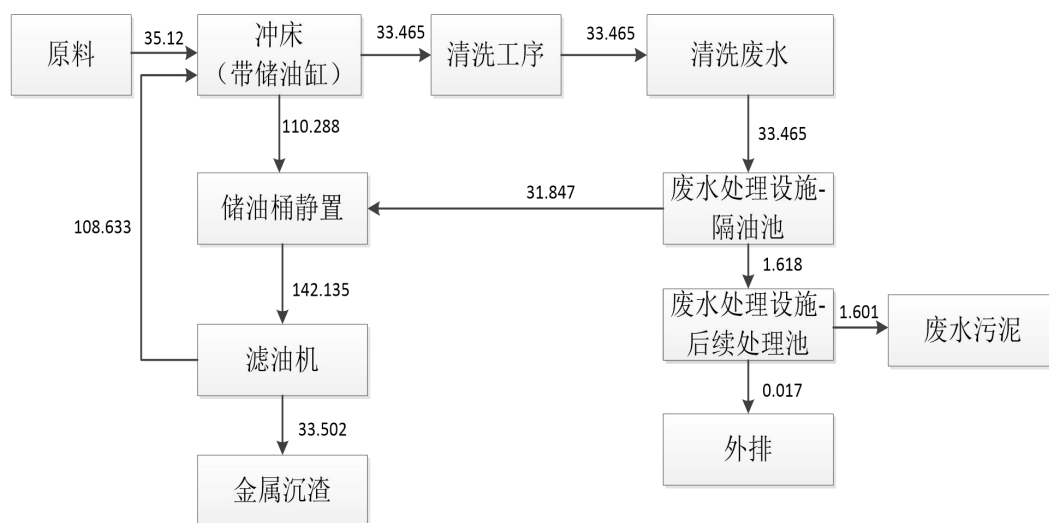 原料
35.12
冲床
（带储油缸）
33.465
清洗工序
33.465
清洗废水
110.288
33.465
储油桶静置
31.847
废水处理设施-
隔油池
108.633
142.135
1.618
滤油机
废水处理设施-
后续处理池
1.601
废水污泥
33.502
0.017
金属沉渣
外排